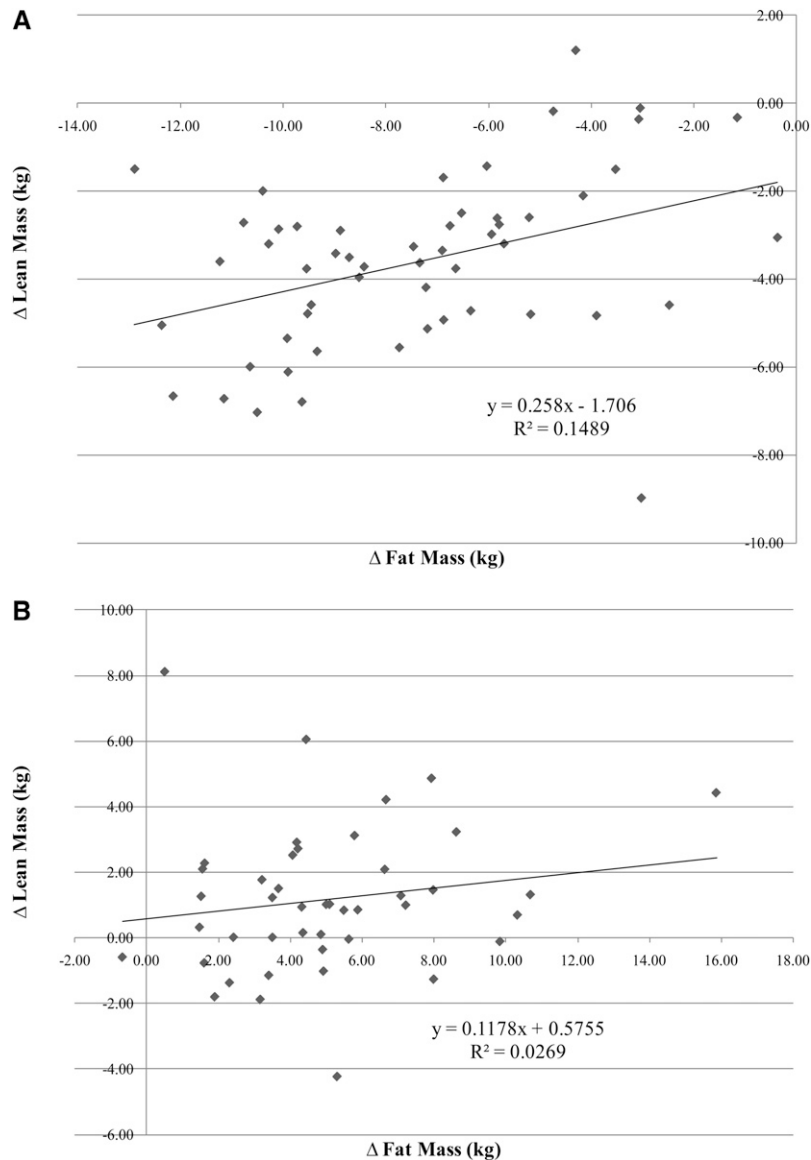 A
2.00
0.00
-14.00 -12.00 -10.00 -8.00 -6.00 -4.00 -2.00 0.00
-2.00
-4.00
-6.00
-8.00
-10.00
Δ Lean Mass (kg)
y = 0.258x - 1.706
R² = 0.1489
Δ Fat Mass (kg)
B
10.00
8.00
6.00
4.00
2.00
0.00
-2.00 0.00 2.00 4.00 6.00 8.00 10.00 12.00 14.00 16.00 18.00
-2.00
-4.00
-6.00
Δ Lean Mass (kg)
y = 0.1178x + 0.5755
R² = 0.0269
Δ Fat Mass (kg)